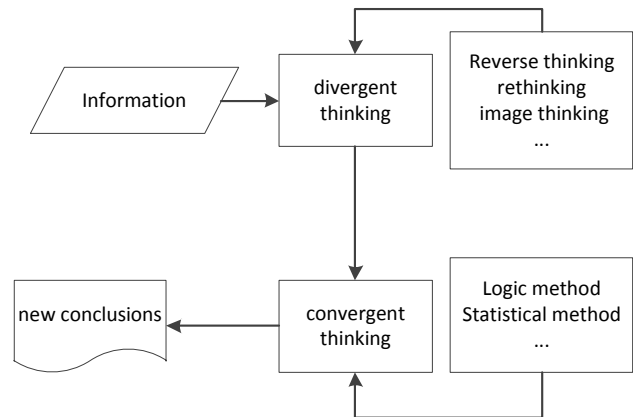 Information
divergent
thinking
Reverse thinking
rethinking
image thinking
...
new conclusions
convergent
thinking
Logic method
Statistical method
...